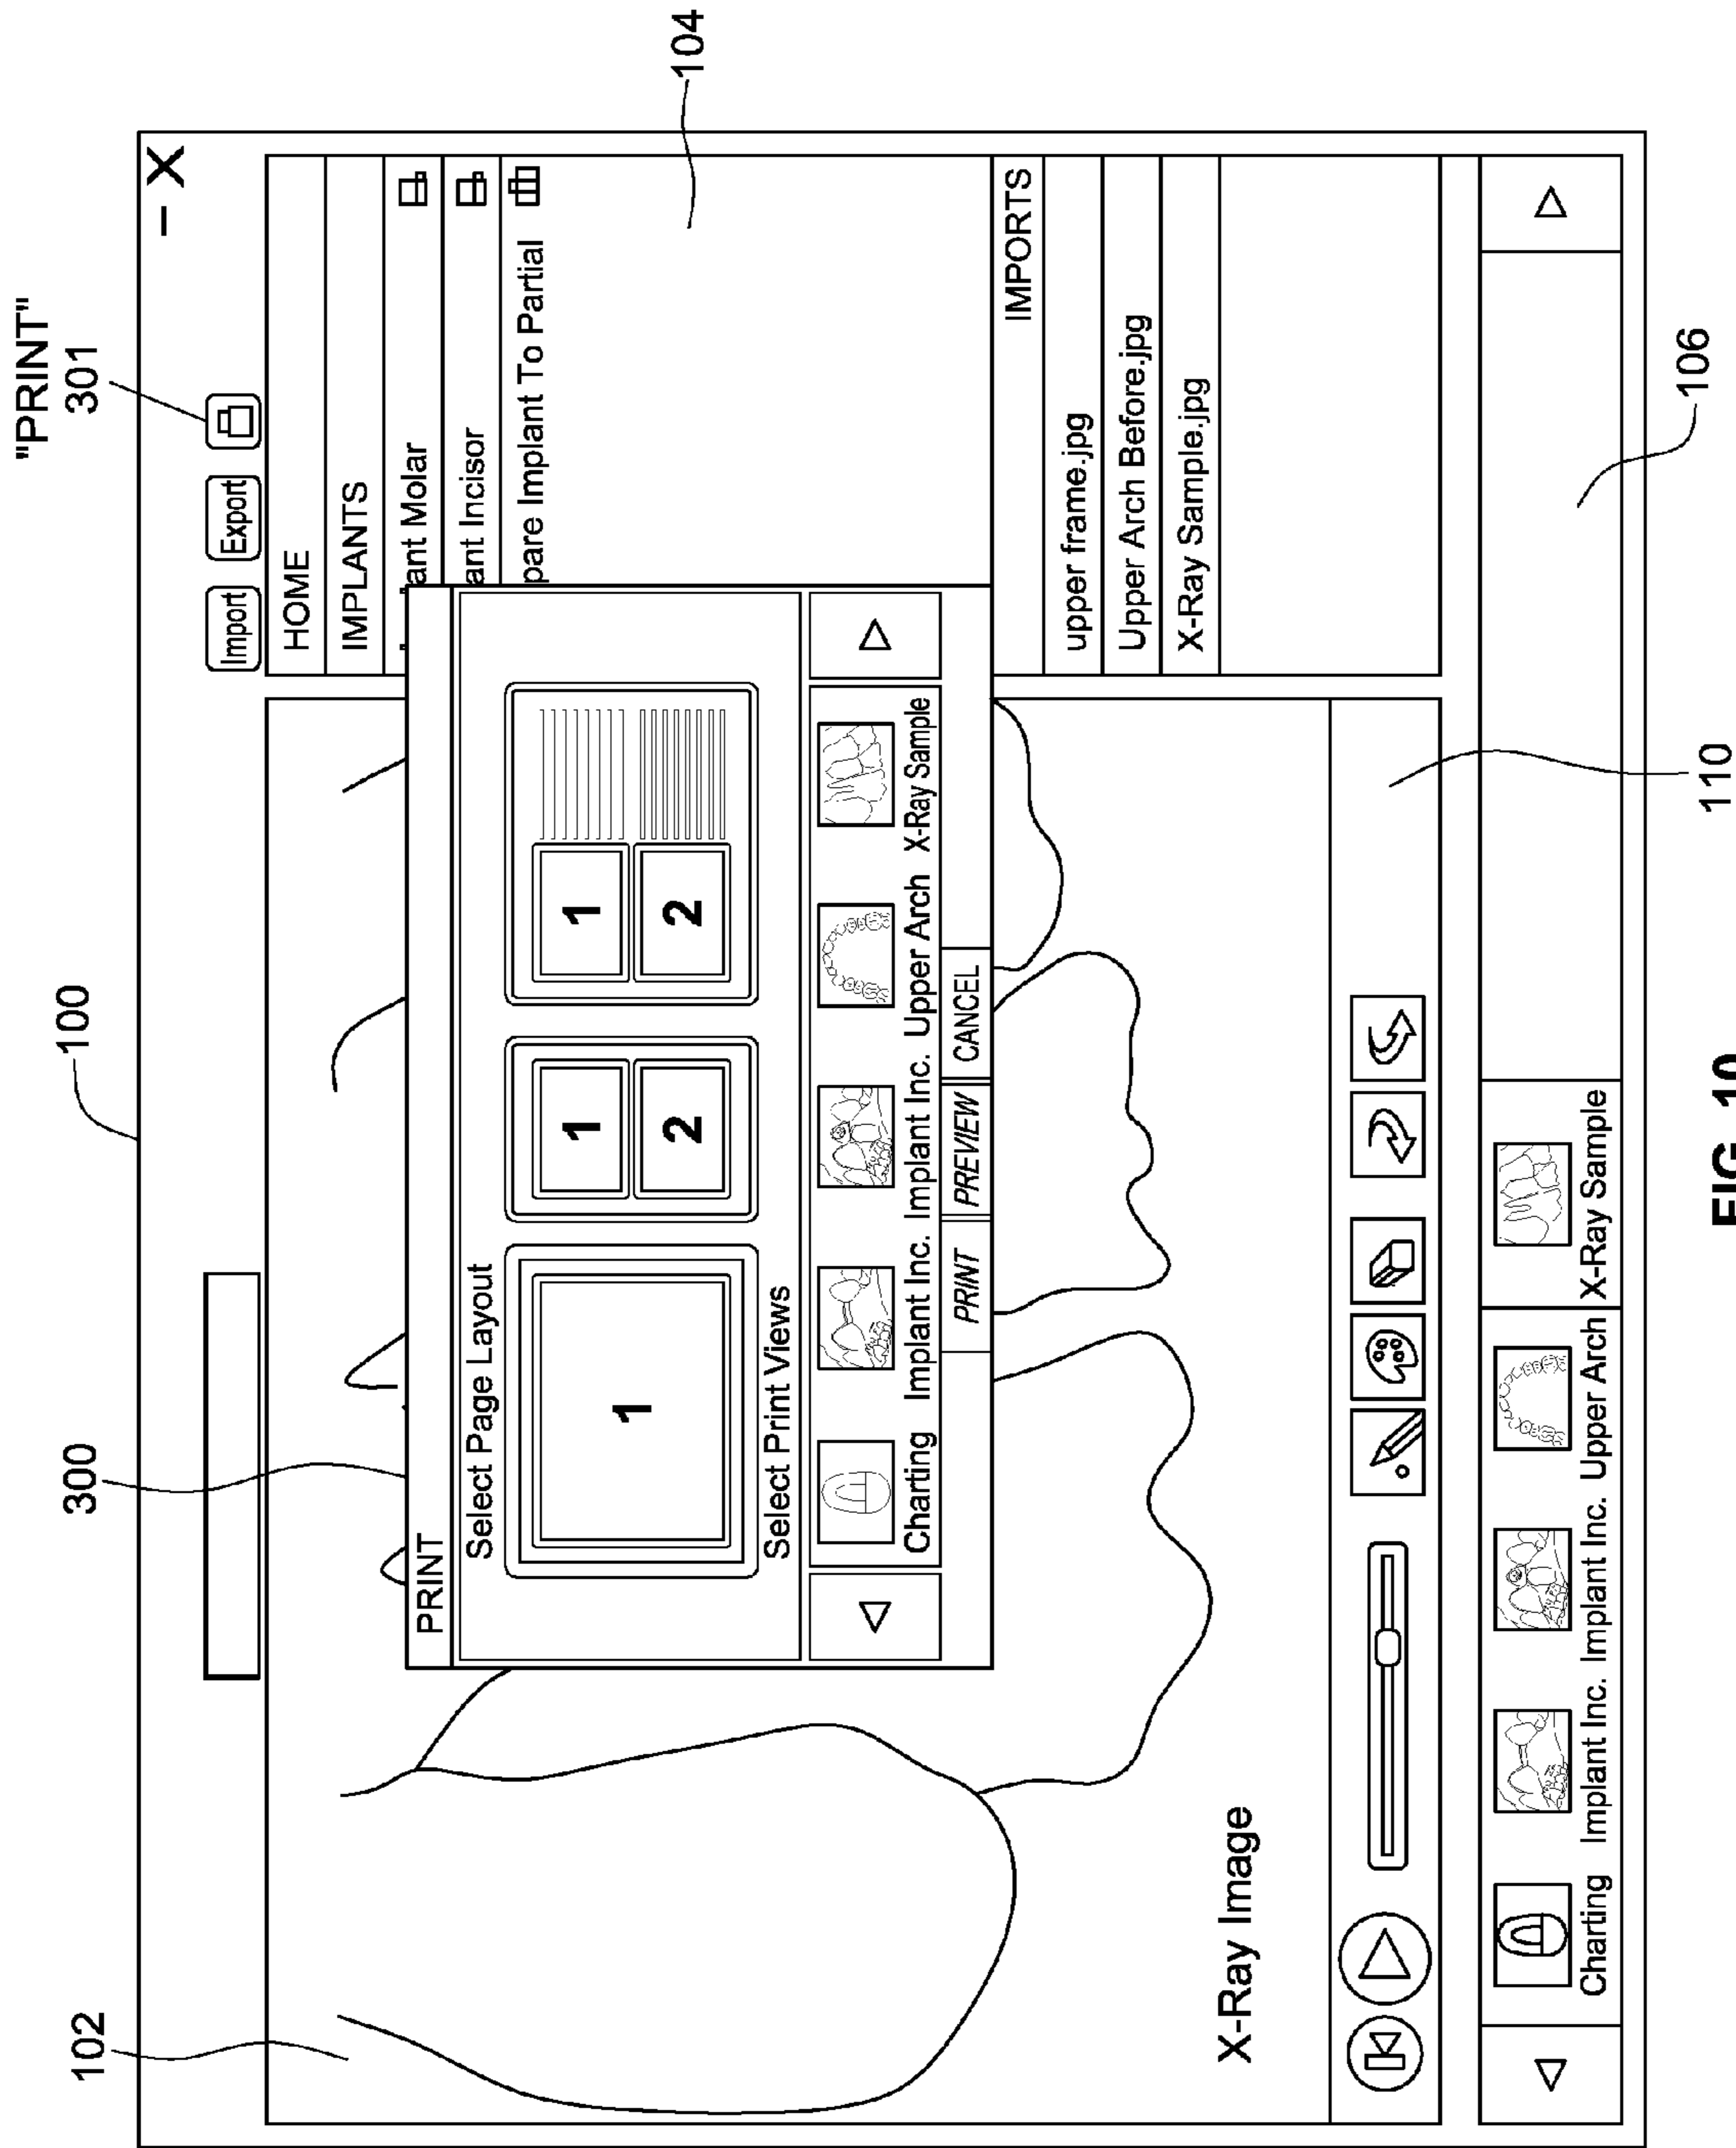 "PRINT"
301
100
300
102
– X
Import Export
HOME
IMPLANTS
ant Molar
ant Incisor
pare Implant To Partial
104
PRINT
Select Page Layout
1
1
2
1
2
Select Print Views
Charting Implant Inc. Implant Inc. Upper Arch X-Ray Sample
PRINT PREVIEW CANCEL
IMPORTS
upper frame.jpg
Upper Arch Before.jpg
X-Ray Sample.jpg
X-Ray Image
Charting Implant Inc. Implant Inc. Upper Arch X-Ray Sample
106
110
FIG. 10